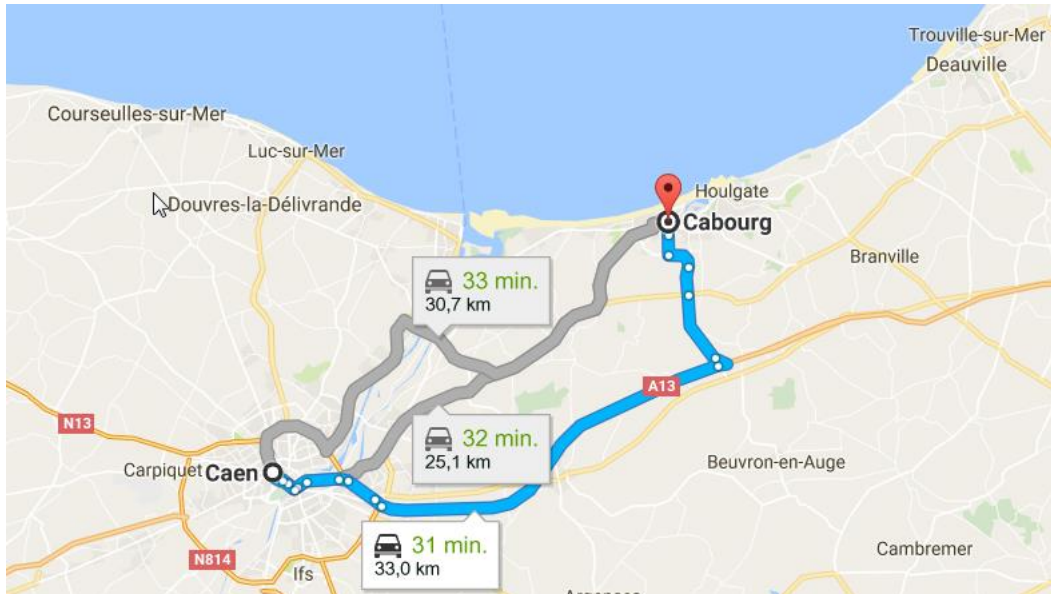 Trouville-sur-Mer
Deauville
Courseulles-sur-Mer
Luc-sur-Mer
Houlgate
Douvres-la-Délivrande
Cabourg
Branville
33 min.
30,7 km
A13
N13
32 min.
25,1 km
Carpiquet
Caen
Beuvron-en-Auge
31 min.
33,0 km
N814
Ifs
Cambremer